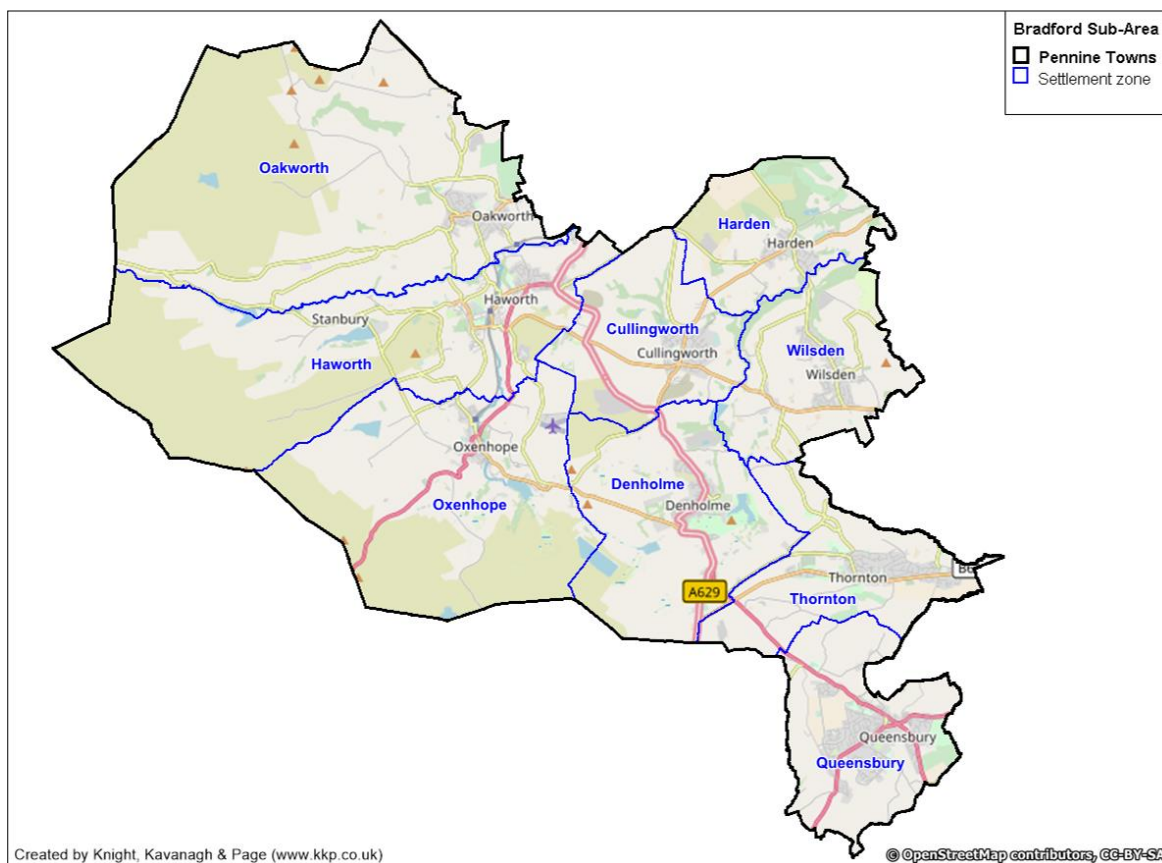 Bradford Sub-Area
Pennine Towns
Settlement zone
Oakworth
Oakworth
Harden
Harden
Haworth
Stanbury
Cullingworth
Cullingworth
Wilsden
Wilsden
Haworth
Oxenhope
Oxenhope
Denholme
Denholme
Thornton
A629
Thornton
Queensbury
Queensbury
Created by Knight, Kavanagh & Page (www.kkp.co.uk)
© OpenStreetMap contributors, CC-BY-SA